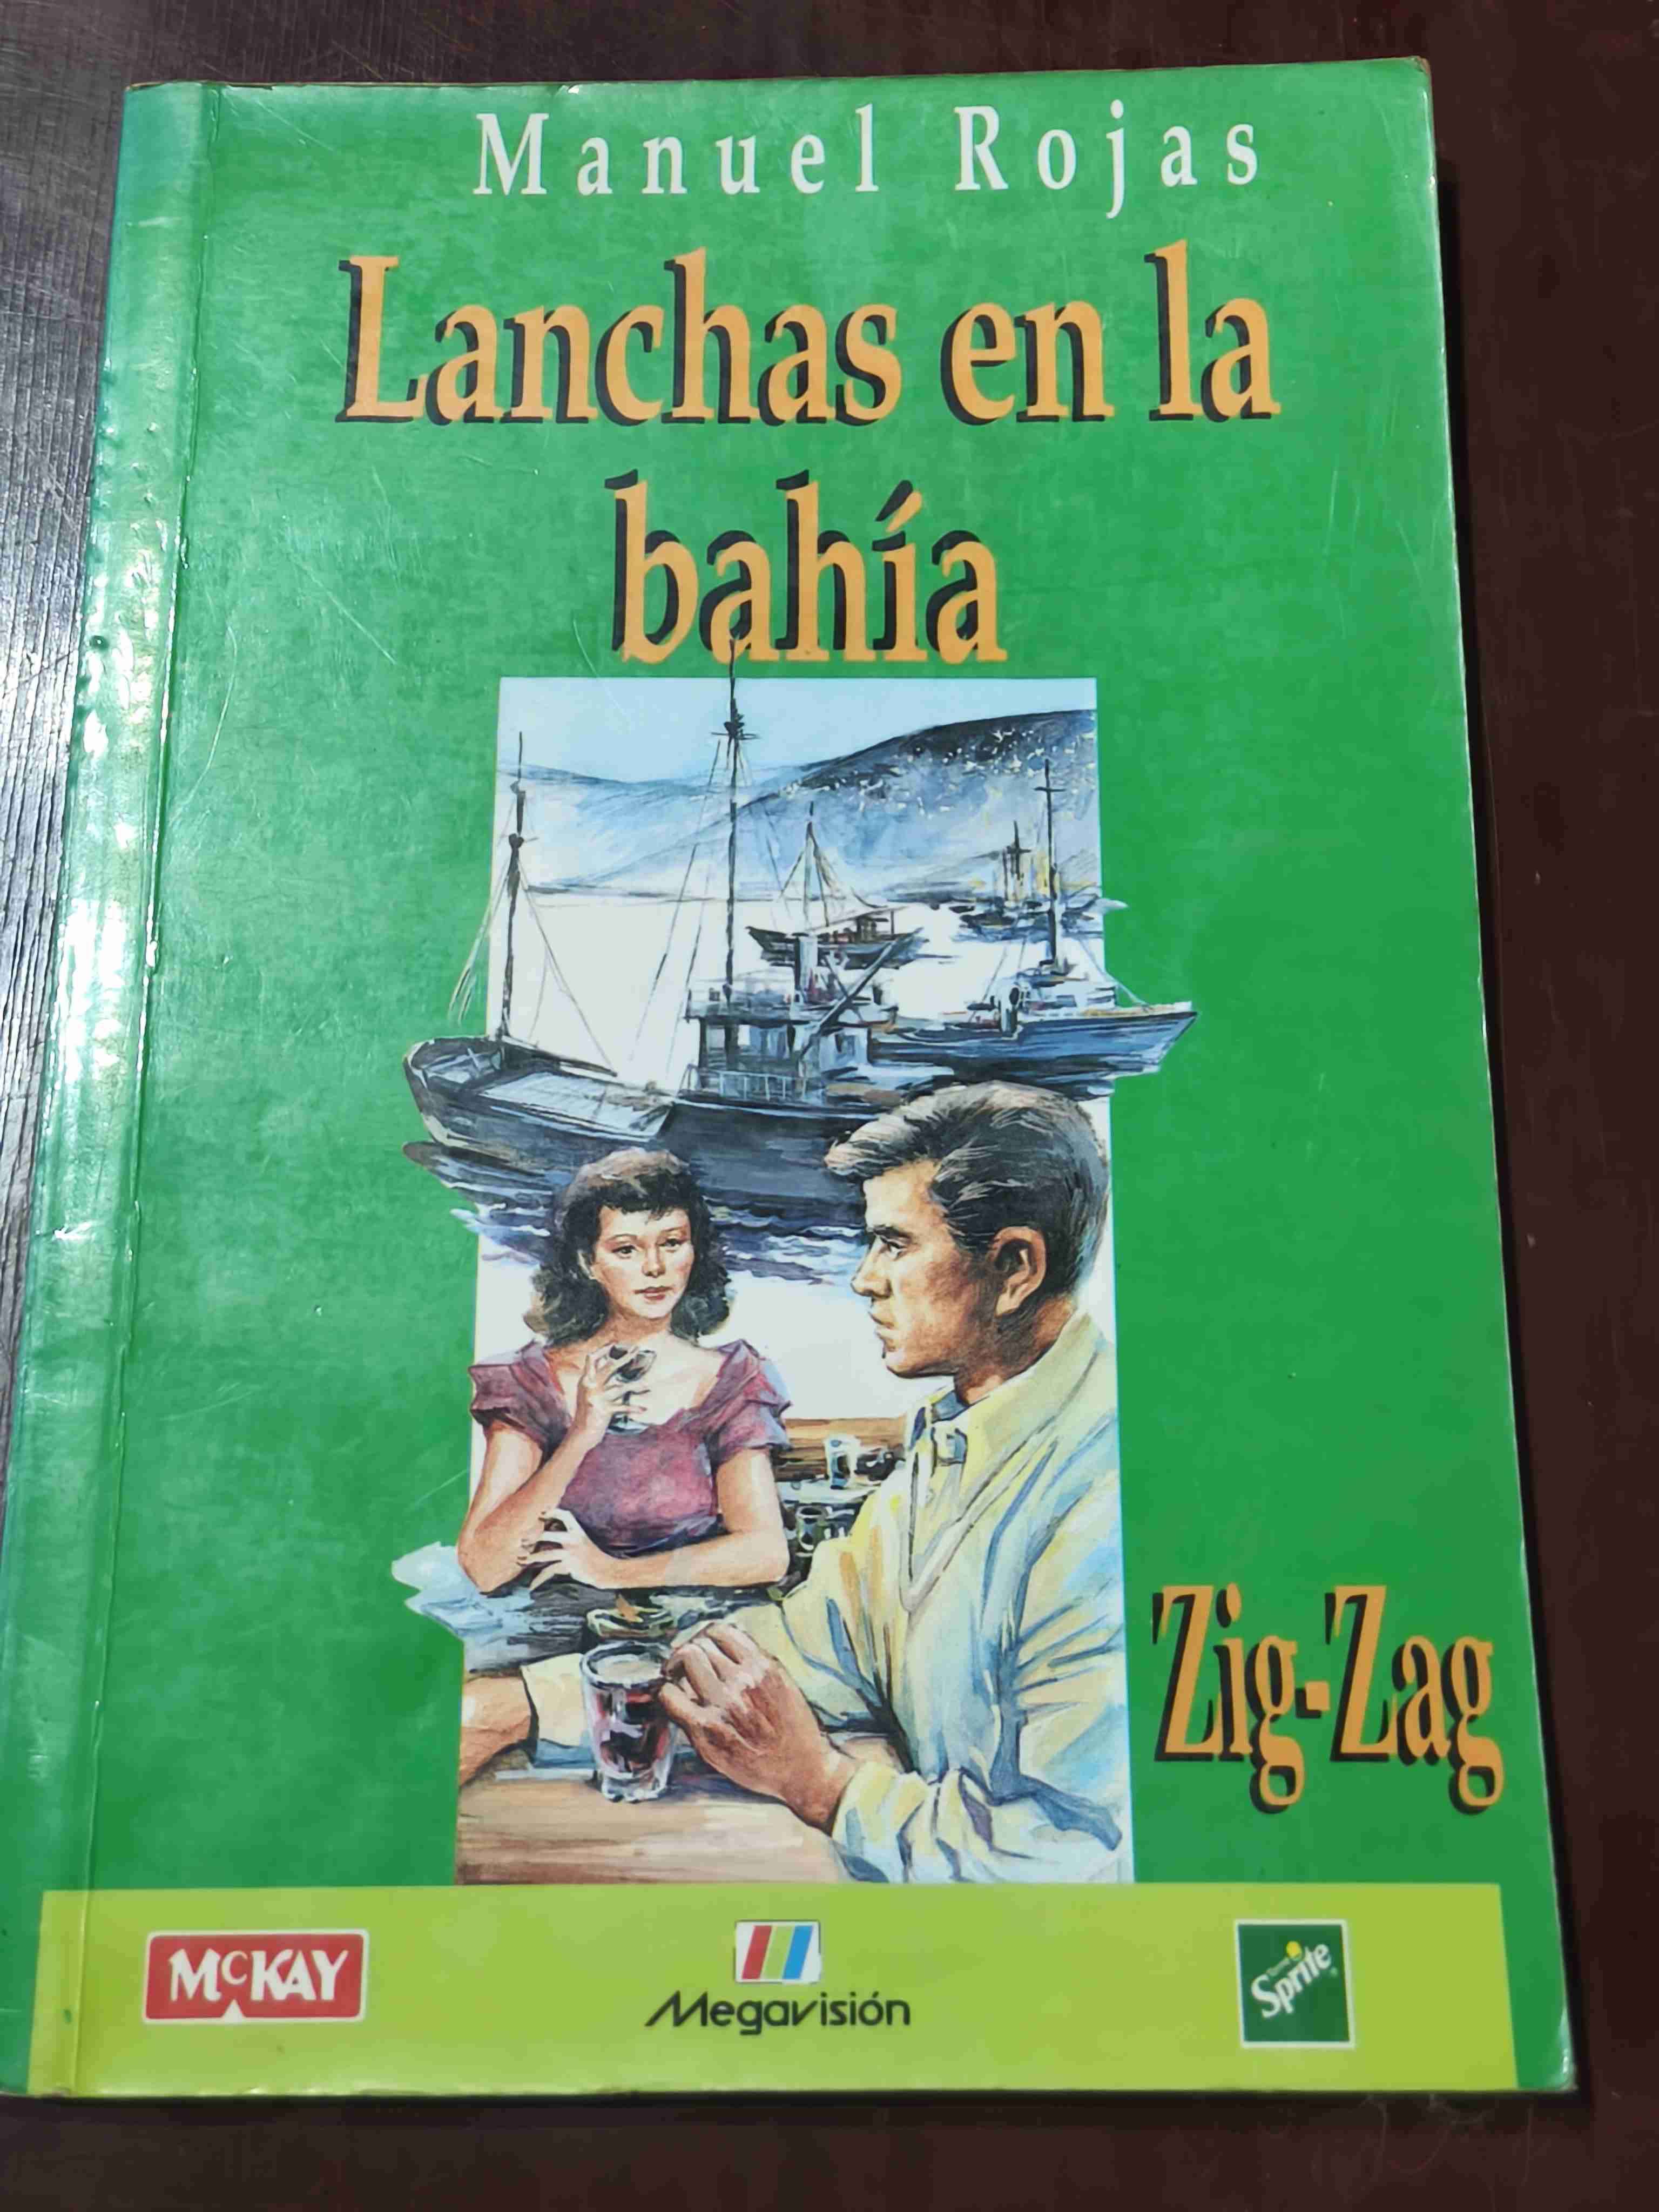 Manuel Rojas
Lanchas en la
bahía
Zig-Zag
McKAY
Megavisión
Sprite